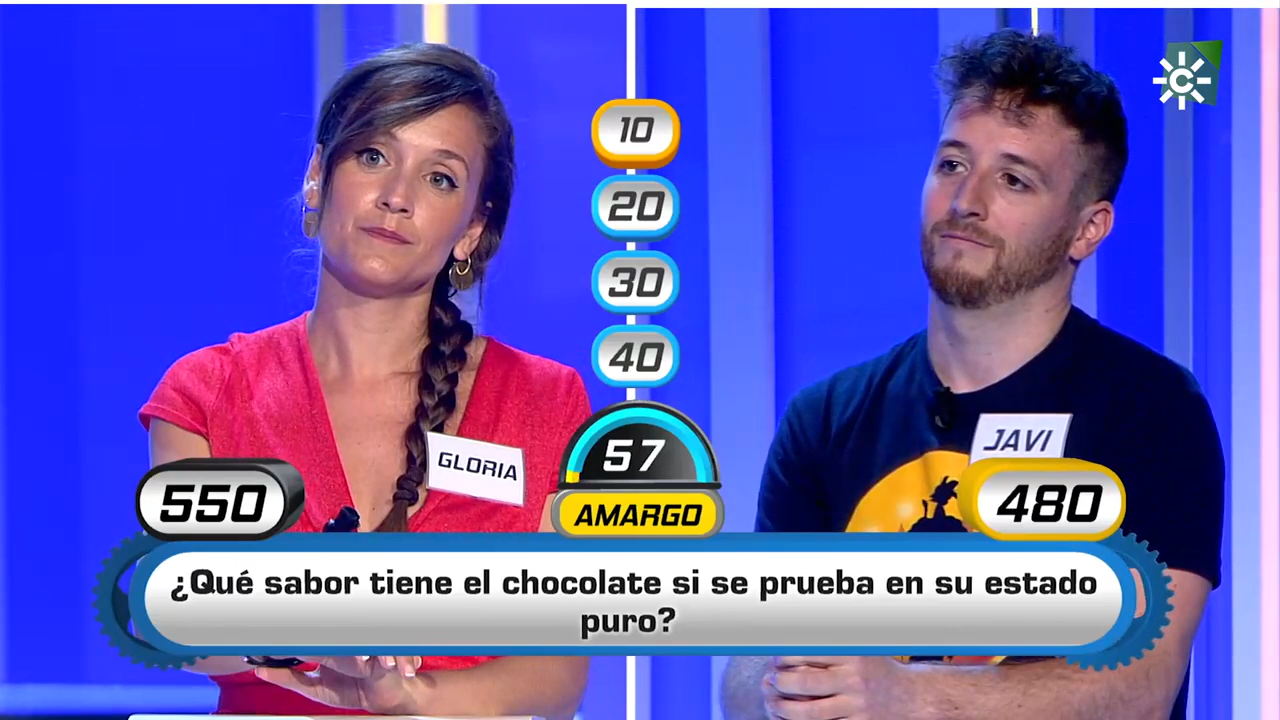 10
20
30
40
57
GLORIA
JAVI
550
AMARGO
480
¿Qué sabor tiene el chocolate si se prueba en su estado
puro?